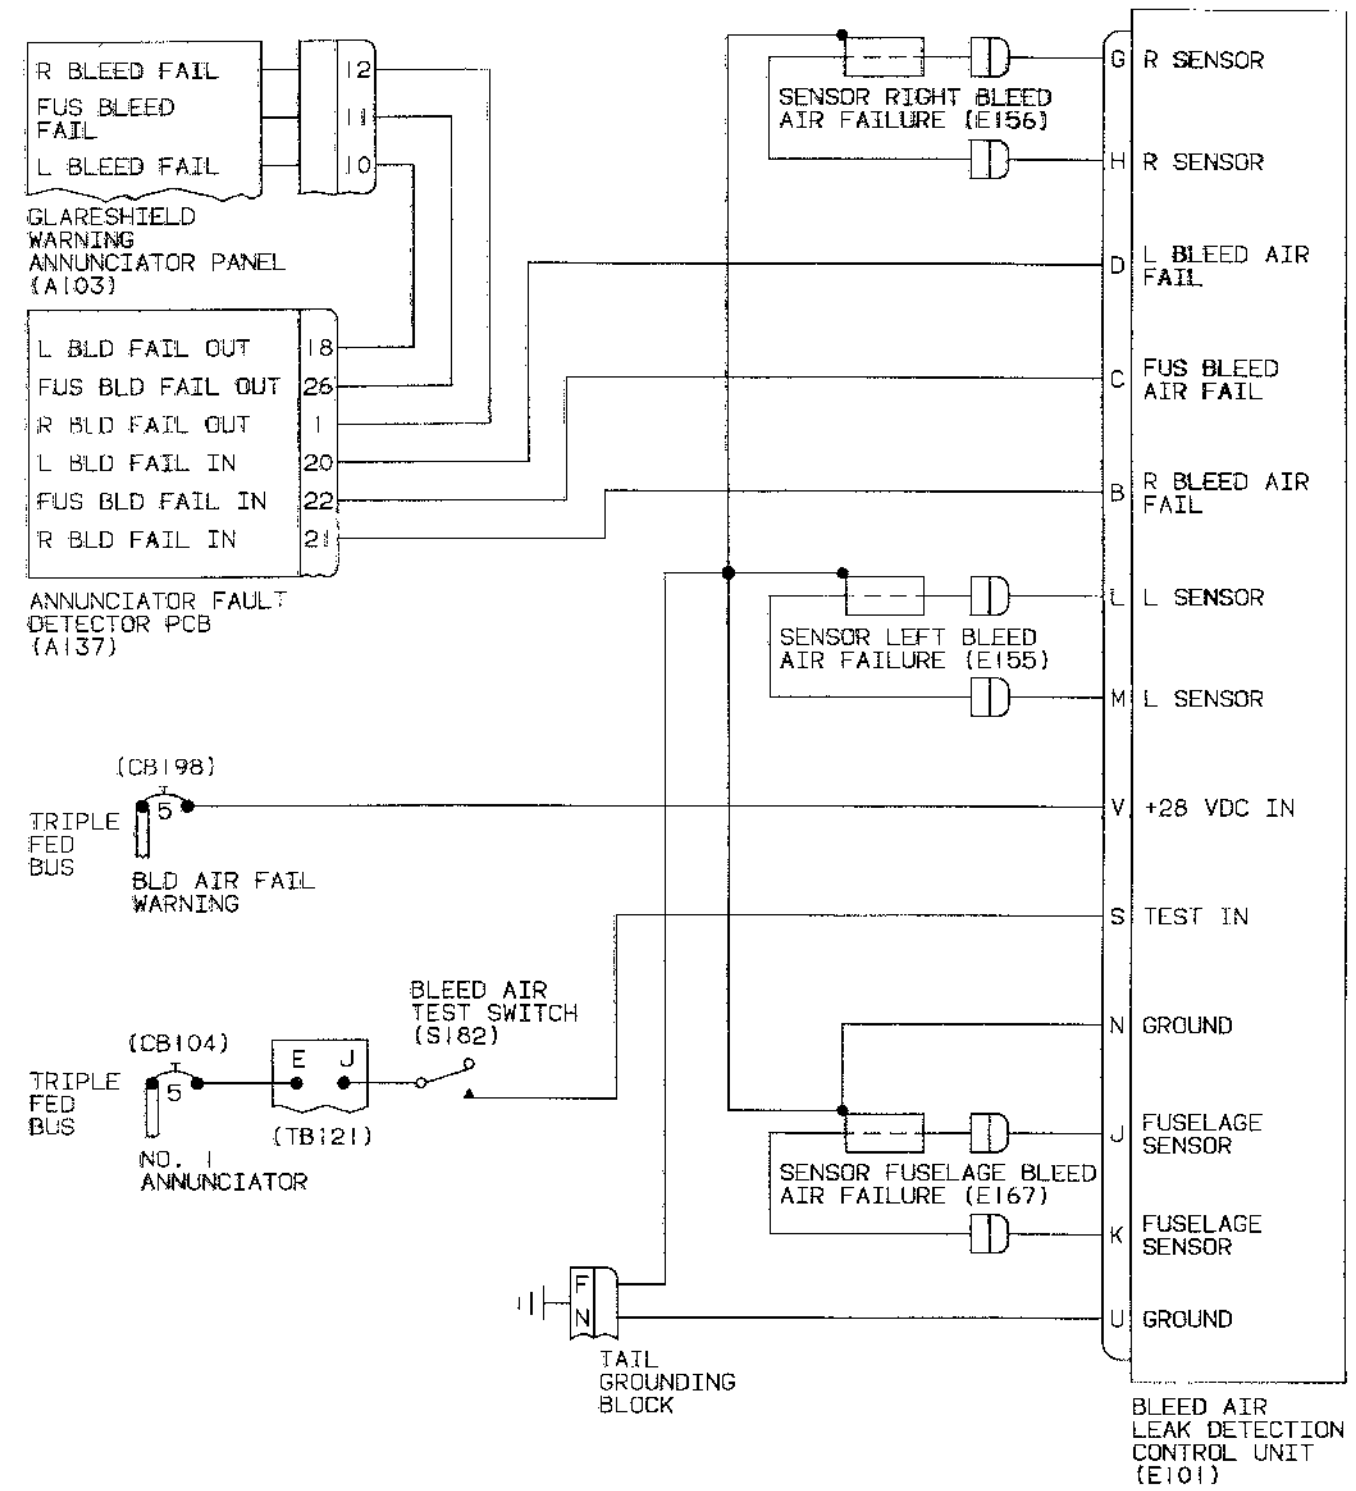 R BLEED FAIL
FUS BLEED
FAIL
L BLEED FAIL
12
11
10
GLARESHIELD
WARNING
ANNUNCIATOR PANEL
(A103)
L BLD FAIL OUT 18
FUS BLD FAIL OUT 26
R BLD FAIL OUT 1
L BLD FAIL IN 20
FUS BLD FAIL IN 22
R BLD FAIL IN 21
ANNUNCIATOR FAULT
DETECTOR PCB
(A137)
(CB198)
5
TRIPLE
FED
BUS
BLD AIR FAIL
WARNING
BLEED AIR
TEST SWITCH
(S182)
(CB104)
5
TRIPLE
FED
BUS
E J
(TB121)
NO. 1
ANNUNCIATOR
SENSOR RIGHT BLEED
AIR FAILURE (E156)
SENSOR LEFT BLEED
AIR FAILURE (E155)
SENSOR FUSELAGE BLEED
AIR FAILURE (E167)
F
N
TAIL
GROUNDING
BLOCK
G R SENSOR
H R SENSOR
D L BLEED AIR
FAIL
C FUS BLEED
AIR FAIL
B R BLEED AIR
FAIL
L L SENSOR
M L SENSOR
V +28 VDC IN
S TEST IN
N GROUND
J FUSELAGE
SENSOR
K FUSELAGE
SENSOR
U GROUND
BLEED AIR
LEAK DETECTION
CONTROL UNIT
(E101)